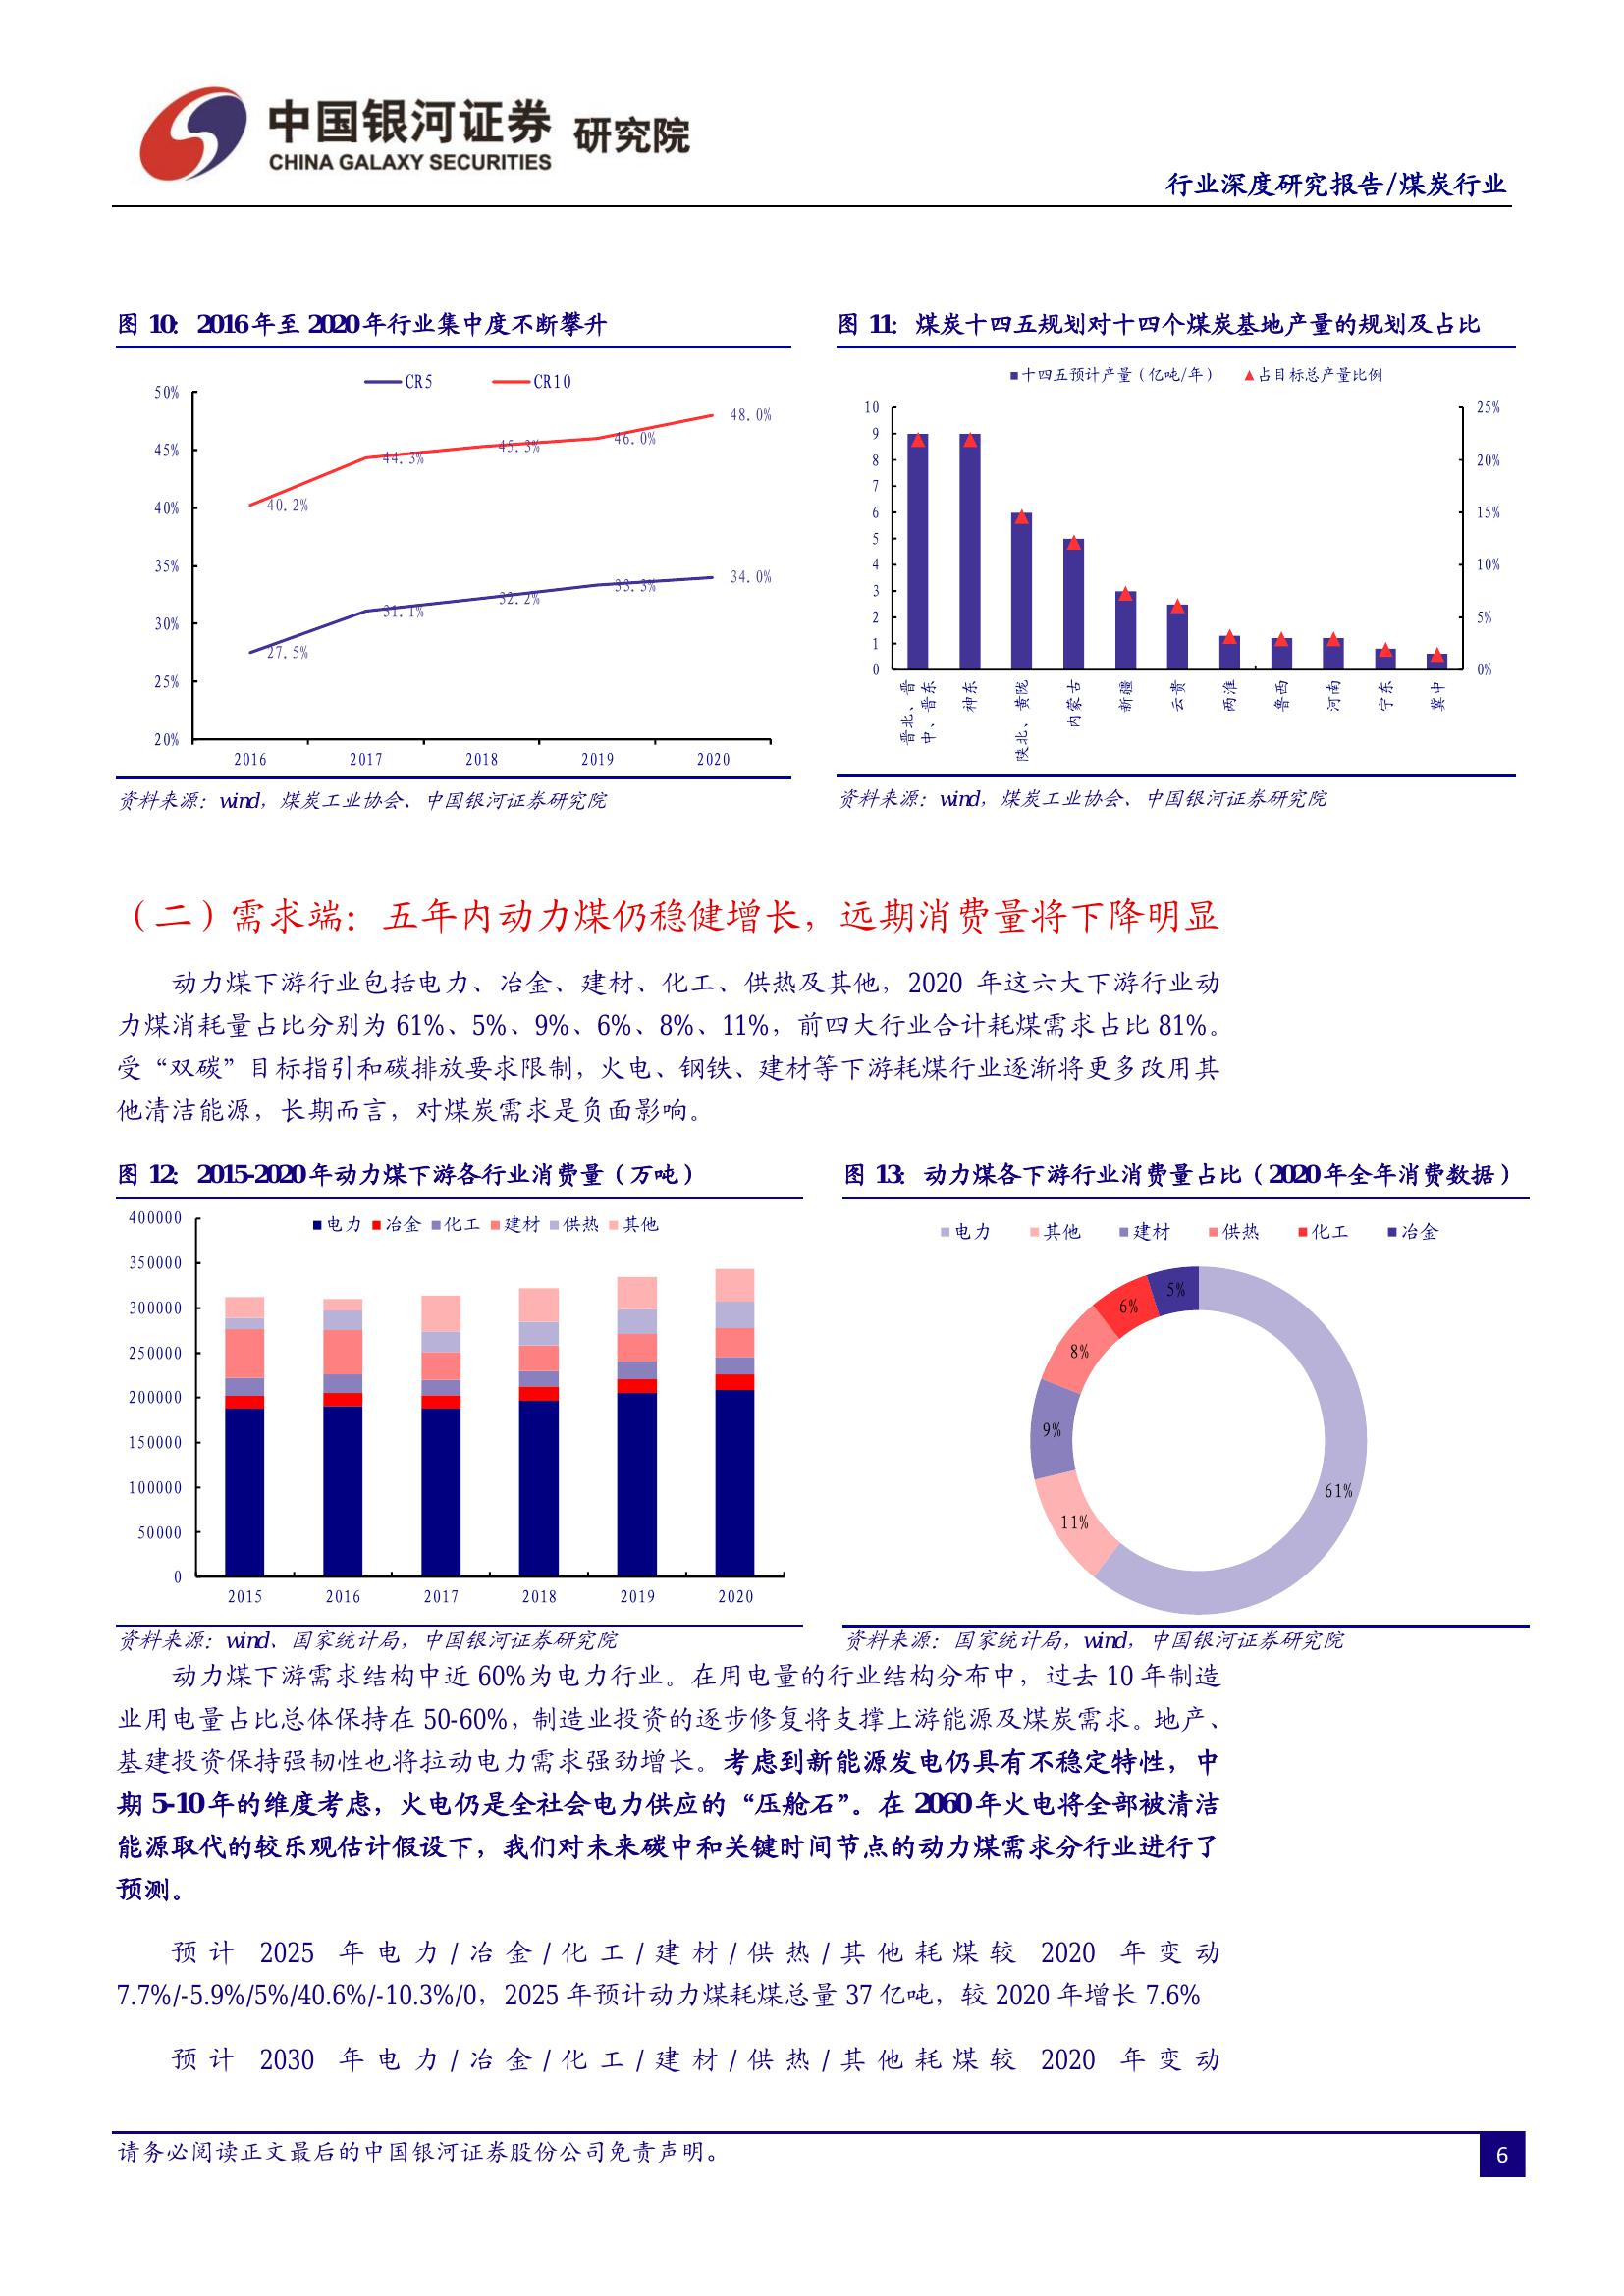 中国银河证券 研究院
CHINA GALAXY SECURITIES
行业深度研究报告/煤炭行业
图 10: 2016年至 2020年行业集中度不断攀升
CR5 CR10
50%
45%
40%
35%
30%
25%
20%
40.2% 44.3% 45.3% 46.0% 48.0%
27.5% 31.1% 32.2% 33.3% 34.0%
2016 2017 2018 2019 2020
资料来源：wind，煤炭工业协会、中国银河证券研究院
图 11: 煤炭十四五规划对十四个煤炭基地产量的规划及占比
十四五预计产量（亿吨/年） 占目标总产量比例
10
9
8
7
6
5
4
3
2
1
0
25%
20%
15%
10%
5%
0%
晋北、晋中、晋东 神东 陕北、黄陇 内蒙古 新疆 云贵 两淮 鲁西 河南 宁东 冀中
资料来源：wind，煤炭工业协会、中国银河证券研究院
（二）需求端：五年内动力煤仍稳健增长，远期消费量将下降明显
动力煤下游行业包括电力、冶金、建材、化工、供热及其他，2020 年这六大下游行业动
力煤消耗量占比分别为 61%、5%、9%、6%、8%、11%，前四大行业合计耗煤需求占比 81%。
受“双碳”目标指引和碳排放要求限制，火电、钢铁、建材等下游耗煤行业逐渐将更多改用其
他清洁能源，长期而言，对煤炭需求是负面影响。
图 12: 2015-2020年动力煤下游各行业消费量（万吨）
电力 冶金 化工 建材 供热 其他
400000
350000
300000
250000
200000
150000
100000
50000
0
2015 2016 2017 2018 2019 2020
资料来源：wind、国家统计局，中国银河证券研究院
图 13: 动力煤各下游行业消费量占比（2020年全年消费数据）
电力 其他 建材 供热 化工 冶金
5%
6%
8%
9%
61%
11%
资料来源：国家统计局，wind，中国银河证券研究院
动力煤下游需求结构中近 60%为电力行业。在用电量的行业结构分布中，过去 10 年制造
业用电量占比总体保持在 50-60%，制造业投资的逐步修复将支撑上游能源及煤炭需求。地产、
基建投资保持强韧性也将拉动电力需求强劲增长。考虑到新能源发电仍具有不稳定特性，中
期 5-10年的维度考虑，火电仍是全社会电力供应的“压舱石”。在 2060年火电将全部被清洁
能源取代的较乐观估计假设下，我们对未来碳中和关键时间节点的动力煤需求分行业进行了
预测。
预计 2025 年电力/冶金/化工/建材/供热/其他耗煤较 2020 年变动
7.7%/-5.9%/5%/40.6%/-10.3%/0，2025 年预计动力煤耗煤总量 37 亿吨，较 2020 年增长 7.6%
预计 2030 年电力/冶金/化工/建材/供热/其他耗煤较 2020 年变动
请务必阅读正文最后的中国银河证券股份公司免责声明。
6